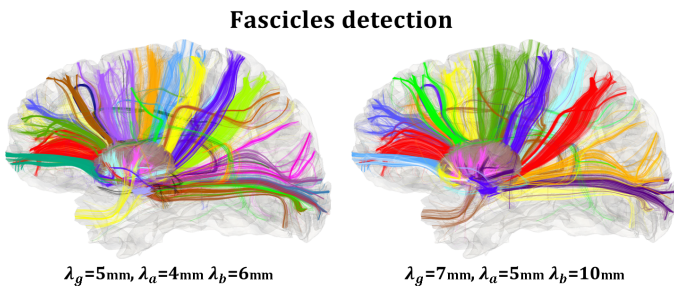 Fascicles detection
λg=5mm, λa=4mm λb=6mm
λg=7mm, λa=5mm λb=10mm